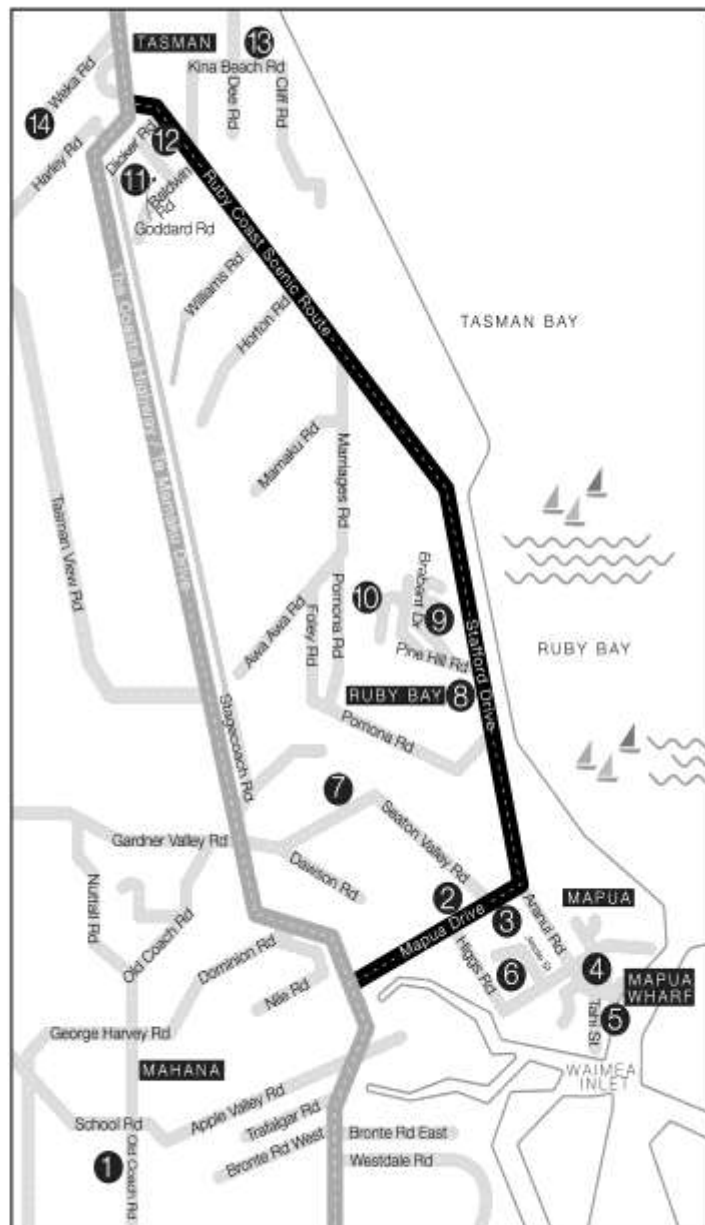 TASMAN
13
Kina Beach Rd
Weka Rd
Dee Rd
Cliff Rd
14
Harley Rd
Dicker Rd
12
11
Baldwin
Rd
Goddard Rd
Ruby Coast Scenic Route
Williams Rd
Horton Rd
TASMAN BAY
The Coastal Highway / Te Mamaku Drive
Mamaku Rd
Marriages Rd
Tasman View Rd
Brabant Dr
10
9
Pomona Rd
Foley Rd
Awa Awa Rd
Pine Hill Rd
Stafford Drive
RUBY BAY
RUBY BAY
8
Stagecoach Rd
Pomona Rd
7
Seaton Valley Rd
Gardner Valley Rd
Dawson Rd
Nuttall Rd
2
Mapua Drive
3
Aranui Rd
MAPUA
Old Coach Rd
Dominion Rd
Higgs Rd
6
4
MAPUA
WHARF
Nile Rd
5
Tahi St
George Harvey Rd
MAHANA
WAIMEA
INLET
Apple Valley Rd
School Rd
Trafalgar Rd
Bronte Rd West
Bronte Rd East
Westdale Rd
1
Old Coach Rd